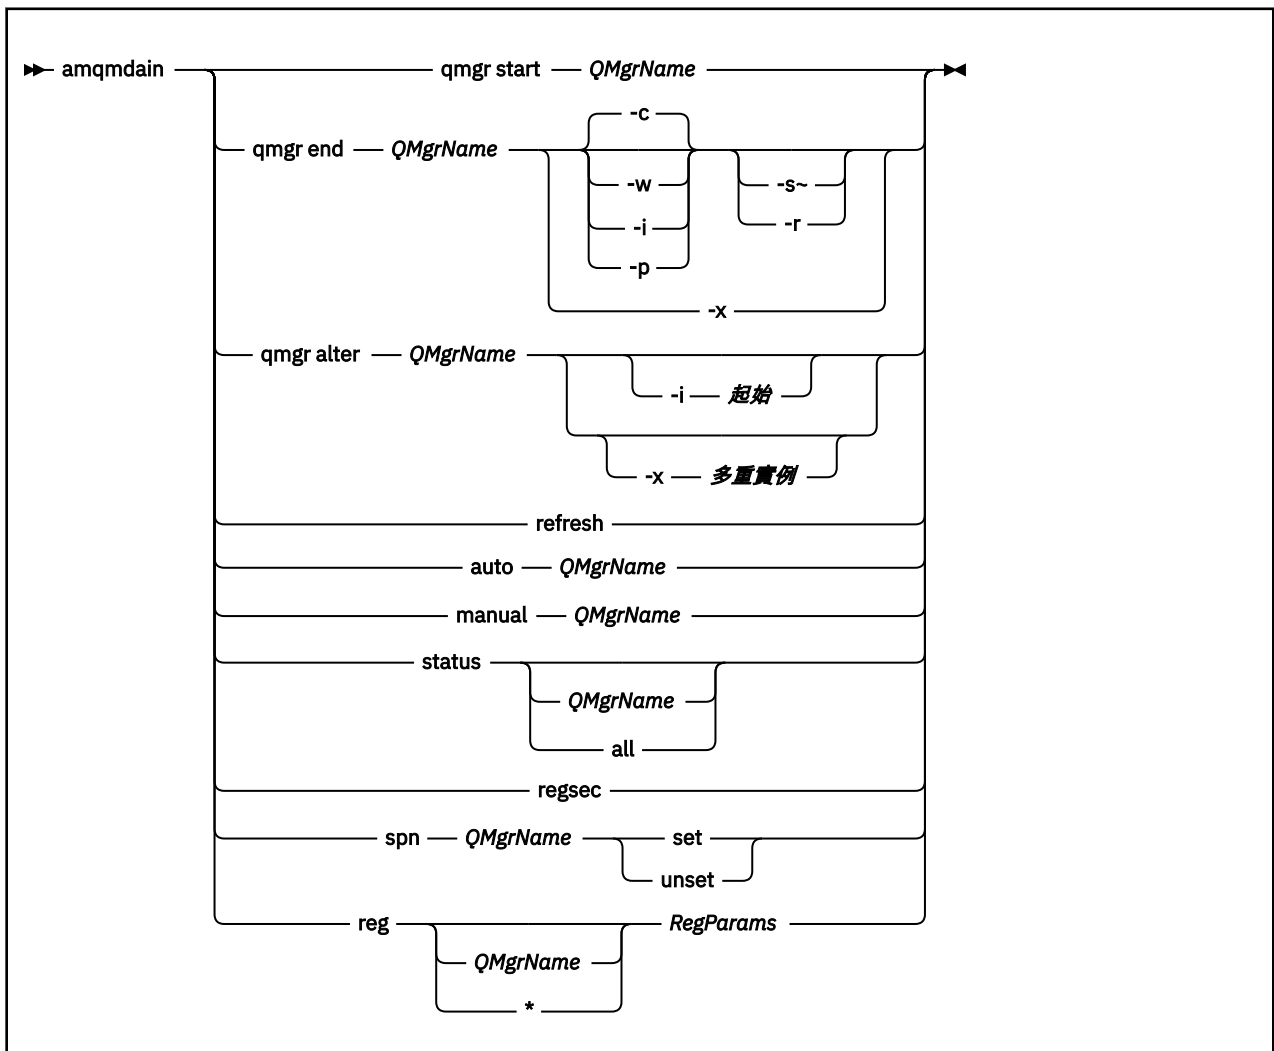 amqmdain qmgr start QMgrName
-c
qmgr end QMgrName
-w -s~
-i -r
-p
-x
qmgr alter QMgrName
-i 起始
-x 多重實例
refresh
auto QMgrName
manual QMgrName
status
QMgrName
all
regsec
spn QMgrName set
unset
reg RegParams
QMgrName
*